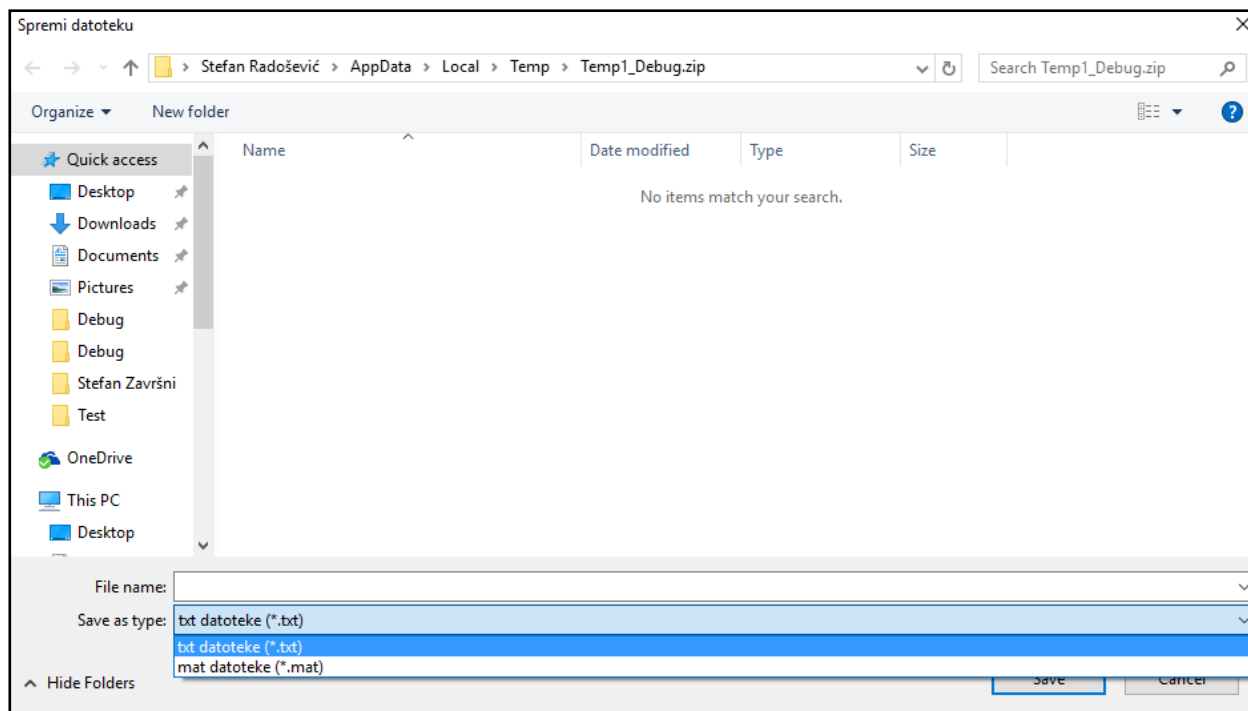 Spremi datoteku
Stefan Radošević > AppData > Local > Temp > Temp1_Debug.zip
Search Temp1_Debug.zip
Organize
New folder
?
Name
Date modified
Type
Size
No items match your search.
Quick access
Desktop
Downloads
Documents
Pictures
Debug
Debug
Stefan Završni
Test
OneDrive
This PC
Desktop
File name:
Save as type: txt datoteke (*.txt)
txt datoteke (*.txt)
mat datoteke (*.mat)
Hide Folders
Save
Cancel